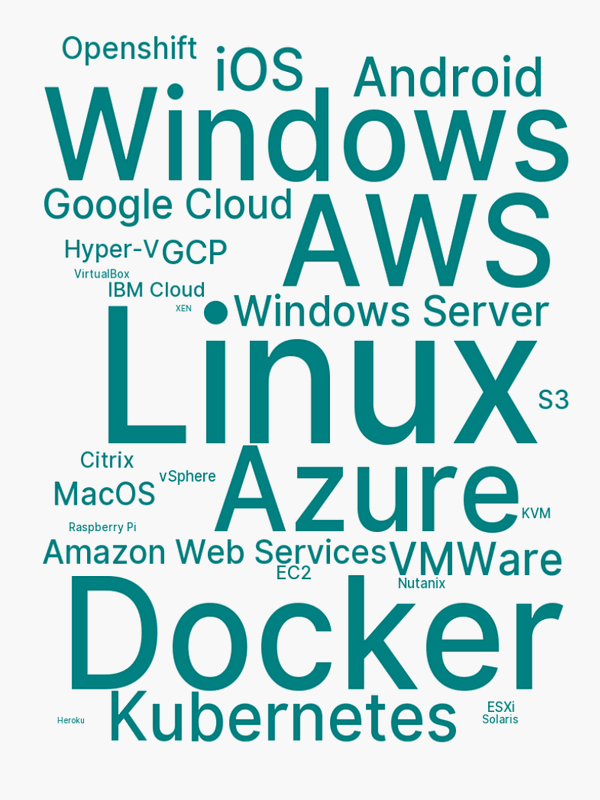 Openshift
iOS
Android
Windows
Google Cloud
AWS
Hyper-V
GCP
VirtualBox
IBM Cloud
XEN
Windows Server
Linux
S3
Citrix
vSphere
Azure
MacOS
KVM
Raspberry Pi
Amazon Web Services
VMWare
EC2
Nutanix
Docker
Kubernetes
Heroku
ESXi
Solaris